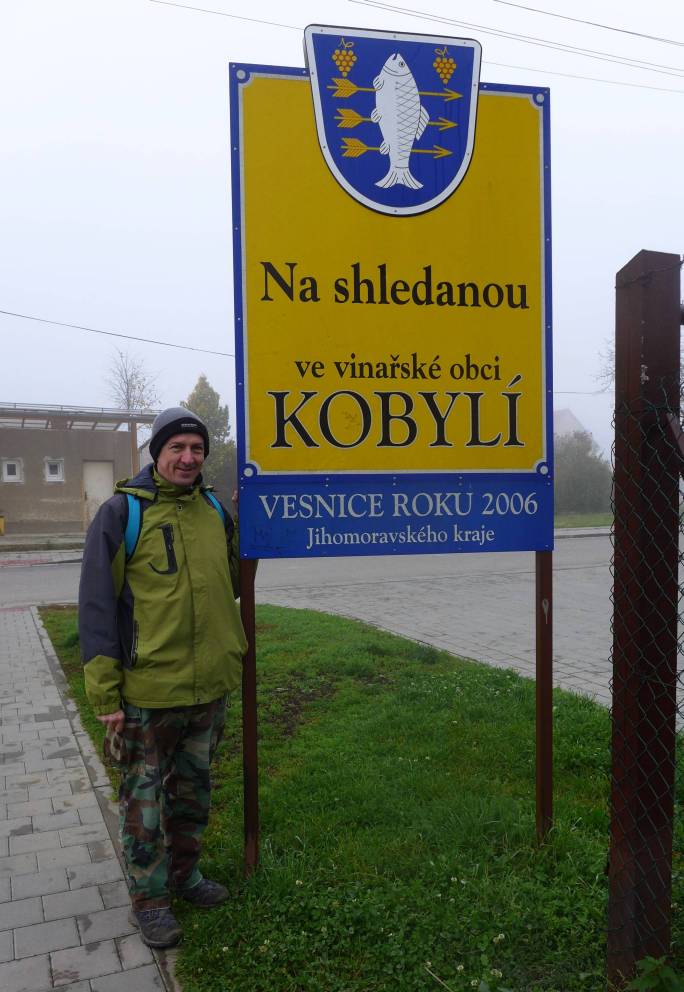 Na shledanou
ve vinařské obci
KOBYLÍ
VESNICE ROKU 2006
Jihomoravského kraje